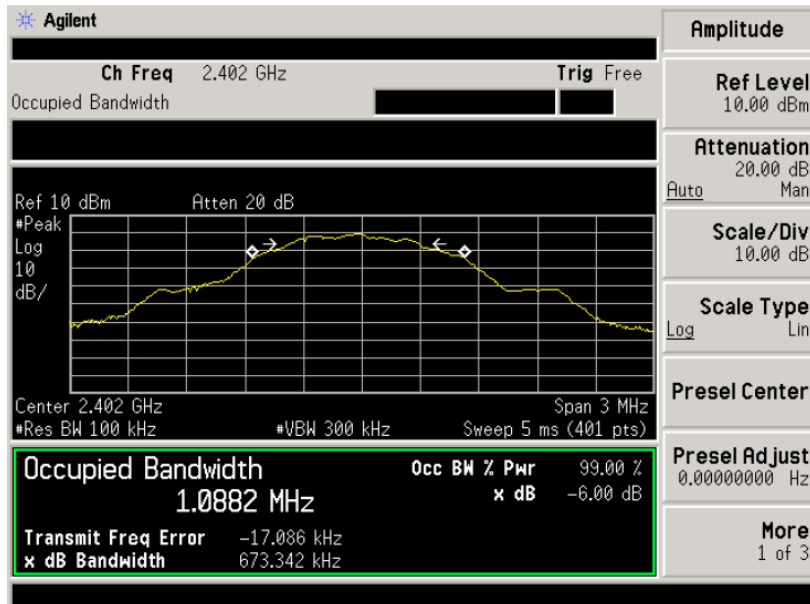 Agilent
Ch Freq 2.402 GHz Trig Free
Occupied Bandwidth
Ref 10 dBm Atten 20 dB
#Peak
Log
10
dB/
Center 2.402 GHz Span 3 MHz
#Res BW 100 kHz #VBW 300 kHz Sweep 5 ms (401 pts)
Occupied Bandwidth Occ BW % Pwr 99.00 %
1.0882 MHz x dB -6.00 dB
Transmit Freq Error -17.086 kHz
x dB Bandwidth 673.342 kHz
Amplitude
Ref Level
10.00 dBm
Attenuation
20.00 dB
Auto Man
Scale/Div
10.00 dB
Scale Type
Log Lin
Presel Center
Presel Adjust
0.00000000 Hz
More
1 of 3